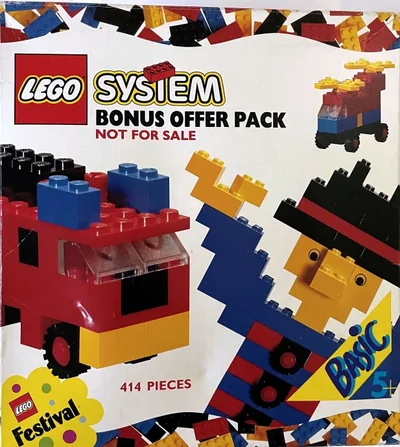 LEGO SYSTEM
BONUS OFFER PACK
NOT FOR SALE
414 PIECES
BASIC
5+
LEGO
Festival